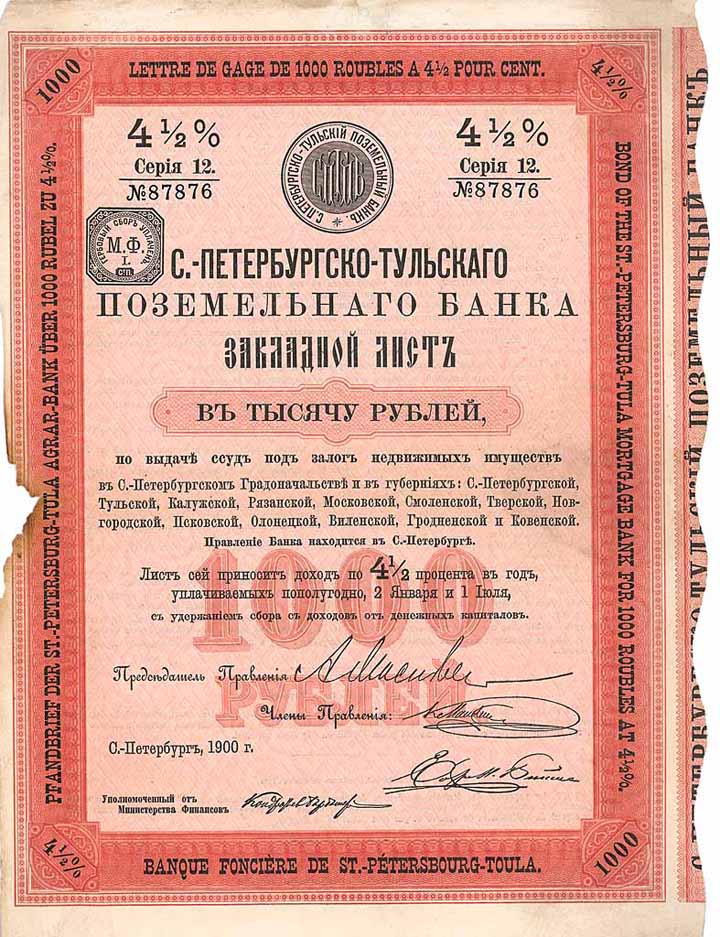 LETTRE DE GAGE DE 1000 ROUBLES A 4½ POUR CENT.
1000
4½%
4½%
Серія 12.
№87876
С.ПЕТЕРБУРГСКО-ТУЛЬСКІЙ ПОЗЕМЕЛЬНЫЙ БАНКЪ.
4½%
Серія 12.
№87876
ГЕРБОВЫЙ СБОРЪ УПЛАЧЕНЪ
М.Ф.
С.-ПЕТЕРБУРГСКО-ТУЛЬСКАГО
ПОЗЕМЕЛЬНАГО БАНКА
ЗАКЛАДНОЙ ЛИСТЪ
ВЪ ТЫСЯЧУ РУБЛЕЙ,
по выдачѣ ссудъ подъ залогъ недвижимыхъ имуществъ
въ С.-Петербургскомъ Градоначальствѣ и въ губерніяхъ: С.-Петербургской,
Тульской, Калужской, Рязанской, Московской, Смоленской, Тверской, Нов-
городской, Псковской, Олонецкой, Виленской, Гродненской и Ковенской.
Правленіе Банка находится въ С.-Петербургѣ.
1000
РУБЛЕЙ
Листъ сей приноситъ доходъ по 4½ процента въ годъ,
уплачиваемыхъ пополугодно, 2 Января и 1 Іюля,
съ удержаніемъ сбора съ доходовъ отъ денежныхъ капиталовъ.
Предсѣдатель Правленія
Члены Правленія:
С.-Петербургъ, 1900 г.
Уполномоченный отъ
Министерства Финансовъ
PFANDBRIEF DER ST.-PETERSBURG-TULA AGRAR-BANK ÜBER 1000 RUBEL ZU 4½%.
BOND OF THE ST.-PETERSBURG-TULA MORTGAGE BANK FOR 1000 ROUBLES AT 4½%.
4½%
BANQUE FONCIÈRE DE ST.-PÉTERSBOURG-TOULA.
1000